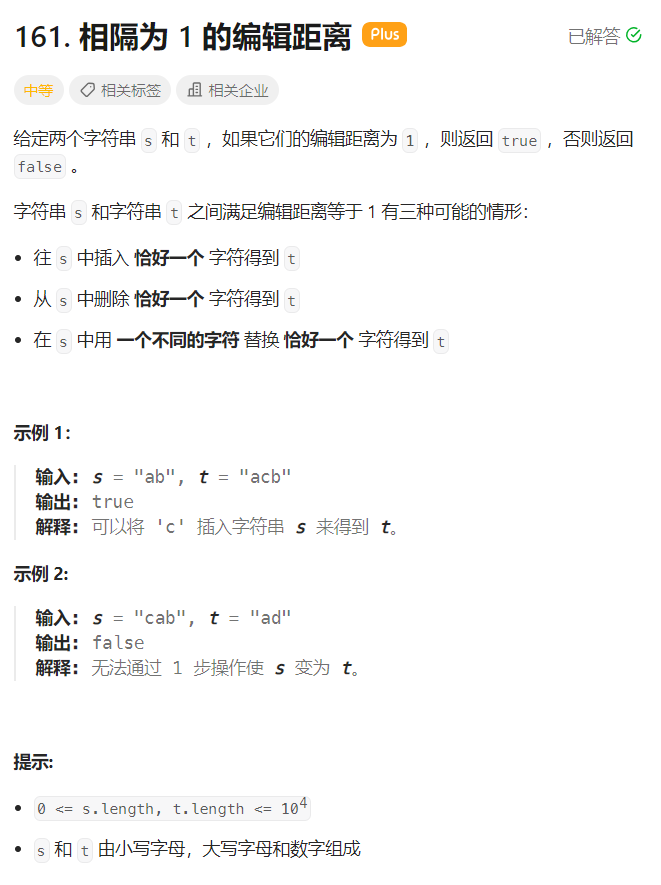 161. 相隔为 1 的编辑距离 Plus 已解答
中等 相关标签 相关企业
给定两个字符串 s 和 t ，如果它们的编辑距离为 1 ，则返回 true ，否则返回
false 。
字符串 s 和字符串 t 之间满足编辑距离等于 1 有三种可能的情形：
• 往 s 中插入 恰好一个 字符得到 t
• 从 s 中删除 恰好一个 字符得到 t
• 在 s 中用 一个不同的字符 替换 恰好一个 字符得到 t
示例 1：
输入：s = "ab", t = "acb"
输出：true
解释：可以将 'c' 插入字符串 s 来得到 t。
示例 2:
输入：s = "cab", t = "ad"
输出：false
解释：无法通过 1 步操作使 s 变为 t。
提示:
• 0 <= s.length, t.length <= 10⁴
• s 和 t 由小写字母，大写字母和数字组成